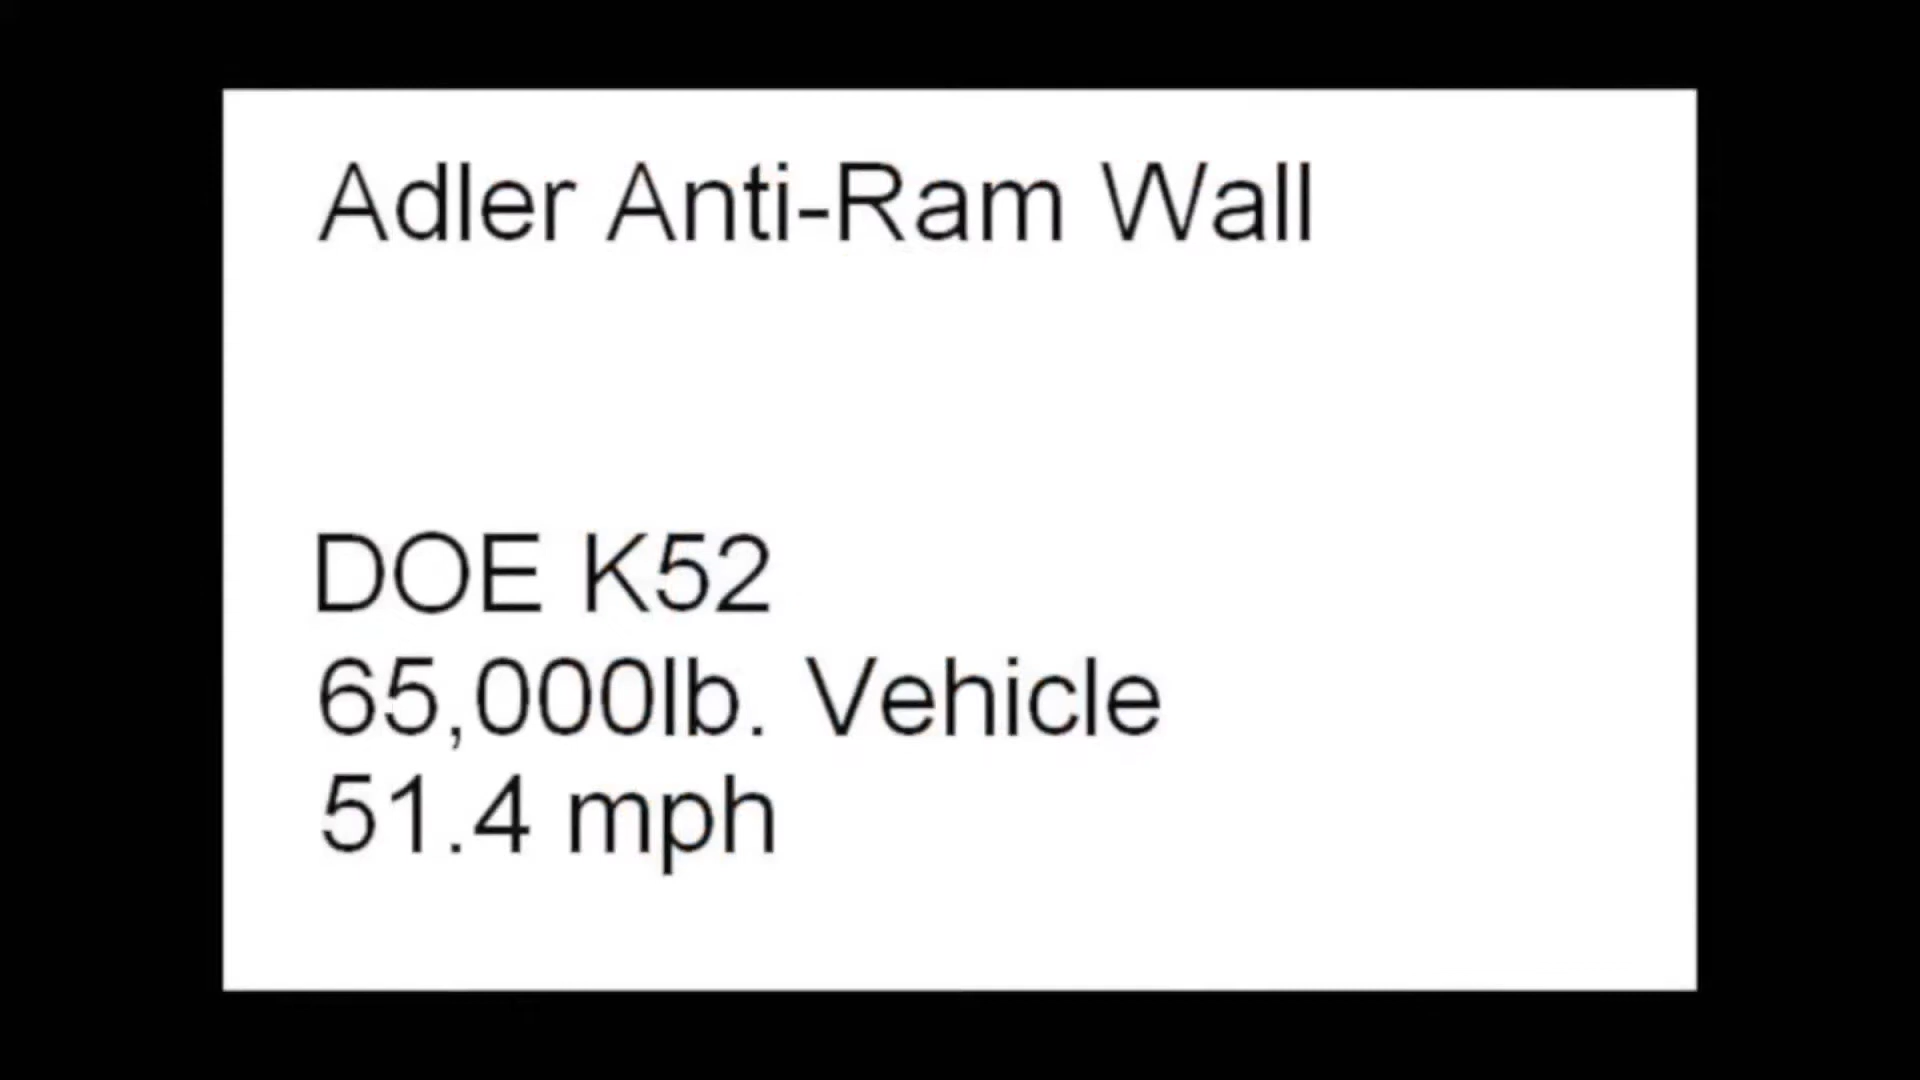 Adler Anti-Ram Wall
DOE K52
65,000lb. Vehicle
51.4 mph